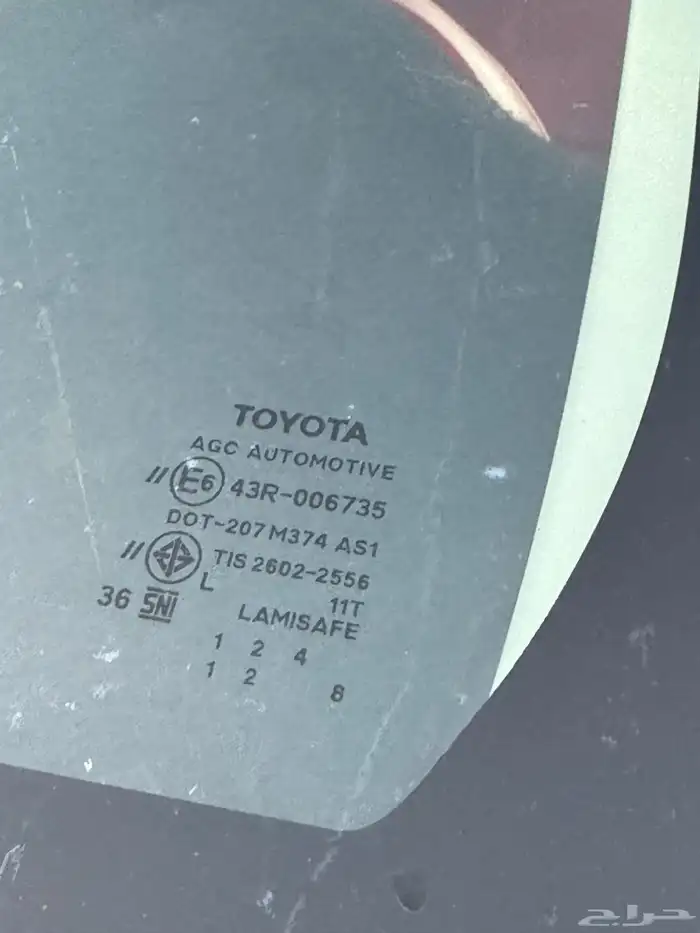 TOYOTA
AGC AUTOMOTIVE
// E6 43R-006735
DOT-207 M374 AS1
// TIS 2602-2556
L 11T
36 SNI LAMISAFE
1 2 4
1 2 8
حراج